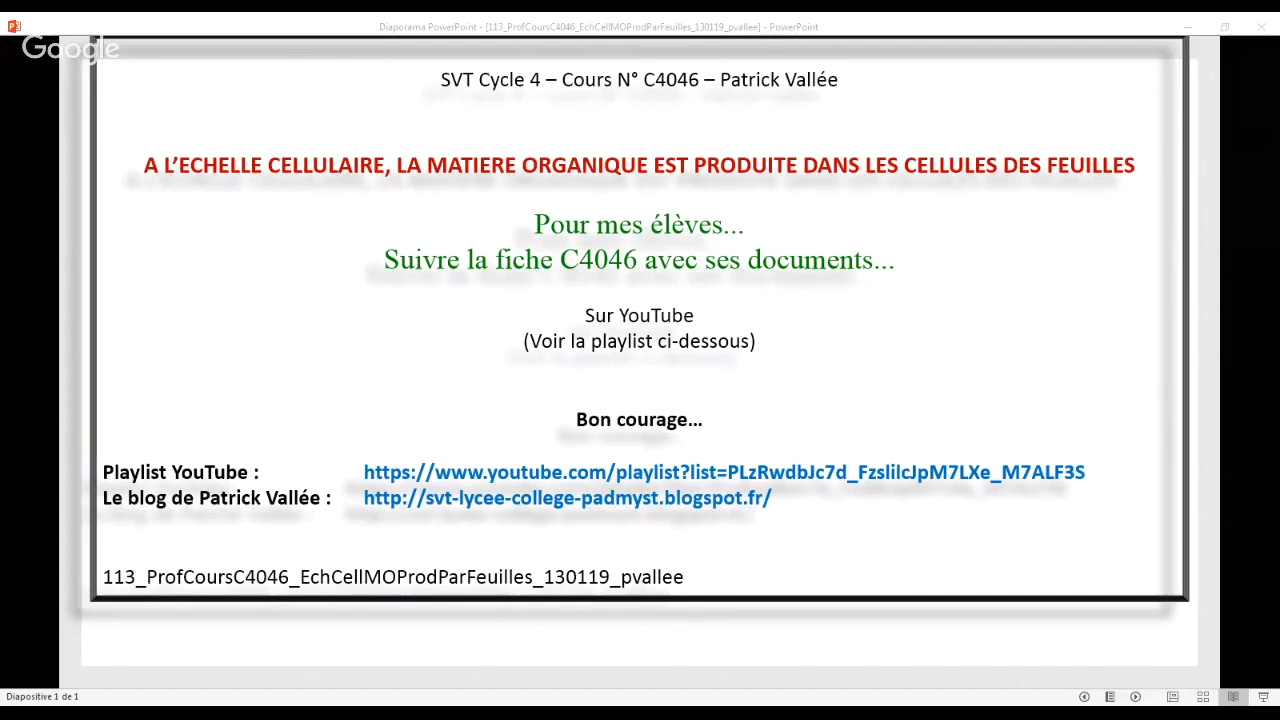 Diaporama PowerPoint - [113_ProfCoursC4046_EchCellMOProdParFeuilles_130119_pvallee] - PowerPoint
Google
SVT Cycle 4 – Cours N° C4046 – Patrick Vallée
A L’ECHELLE CELLULAIRE, LA MATIERE ORGANIQUE EST PRODUITE DANS LES CELLULES DES FEUILLES
Pour mes élèves...
Suivre la fiche C4046 avec ses documents...
Sur YouTube
(Voir la playlist ci-dessous)
Bon courage...
Playlist YouTube : https://www.youtube.com/playlist?list=PLzRwdbJc7d_FzslilcJpM7LXe_M7ALF3S
Le blog de Patrick Vallée : http://svt-lycee-college-padmyst.blogspot.fr/
113_ProfCoursC4046_EchCellMOProdParFeuilles_130119_pvallee
Diapositive 1 de 1